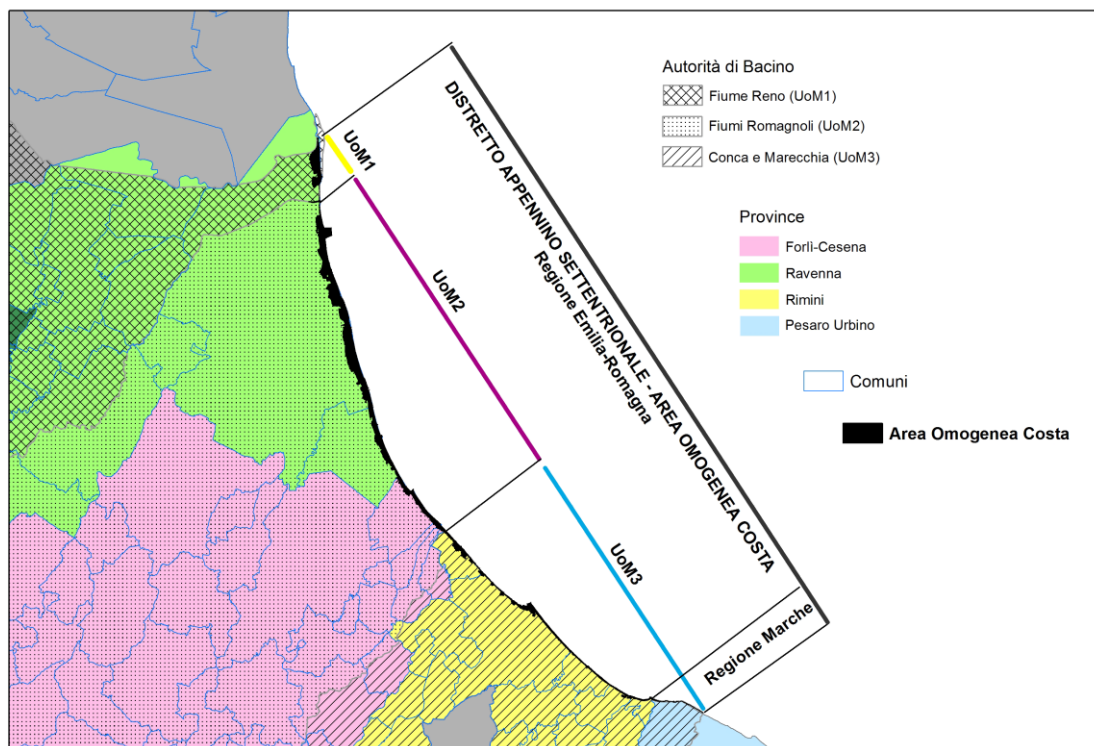 Autorità di Bacino
Fiume Reno (UoM1)
Fiumi Romagnoli (UoM2)
Conca e Marecchia (UoM3)
Province
Forlì-Cesena
Ravenna
Rimini
Pesaro Urbino
Comuni
Area Omogenea Costa
DISTRETTO APPENNINO SETTENTRIONALE - AREA OMOGENEA COSTA
Regione Emilia-Romagna
UoM1
UoM2
UoM3
Regione Marche